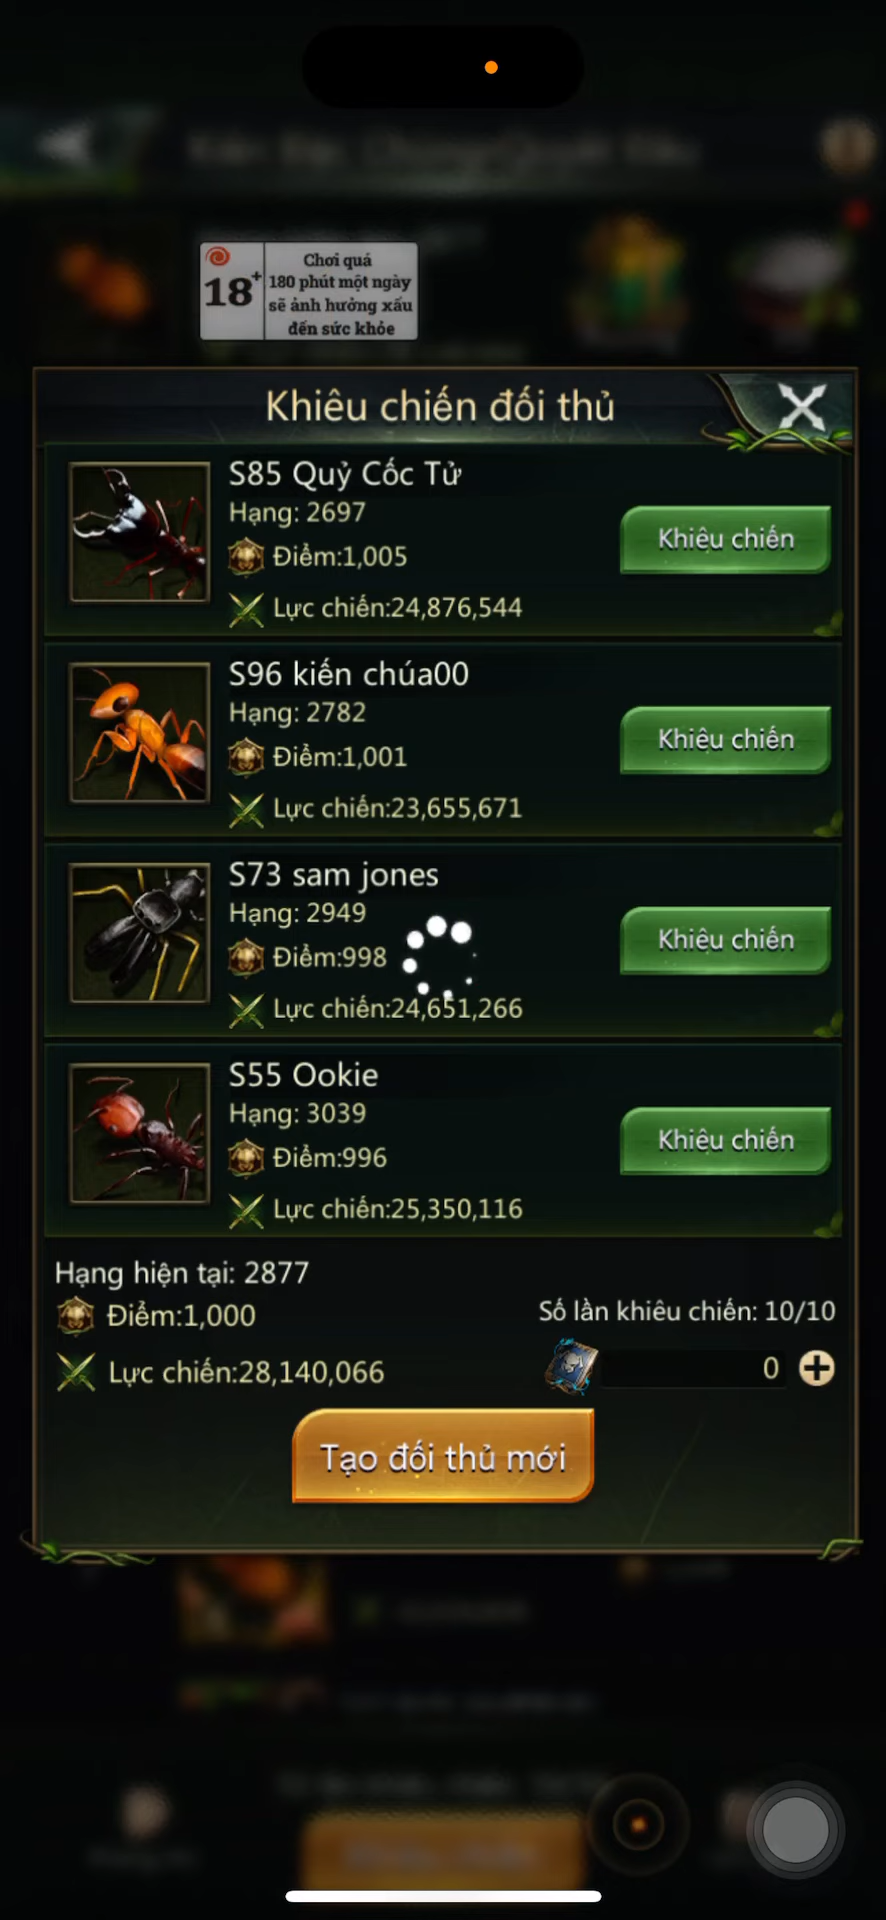 18+
Chơi quá
180 phút một ngày
sẽ ảnh hưởng xấu
đến sức khỏe
Khiêu chiến đối thủ
S85 Quỷ Cốc Tử
Hạng: 2697
Điểm:1,005
Lực chiến:24,876,544
Khiêu chiến
S96 kiến chúa00
Hạng: 2782
Điểm:1,001
Lực chiến:23,655,671
Khiêu chiến
S73 sam jones
Hạng: 2949
Điểm:998
Lực chiến:24,651,266
Khiêu chiến
S55 Ookie
Hạng: 3039
Điểm:996
Lực chiến:25,350,116
Khiêu chiến
Hạng hiện tại: 2877
Điểm:1,000
Số lần khiêu chiến: 10/10
Lực chiến:28,140,066
0
Tạo đối thủ mới